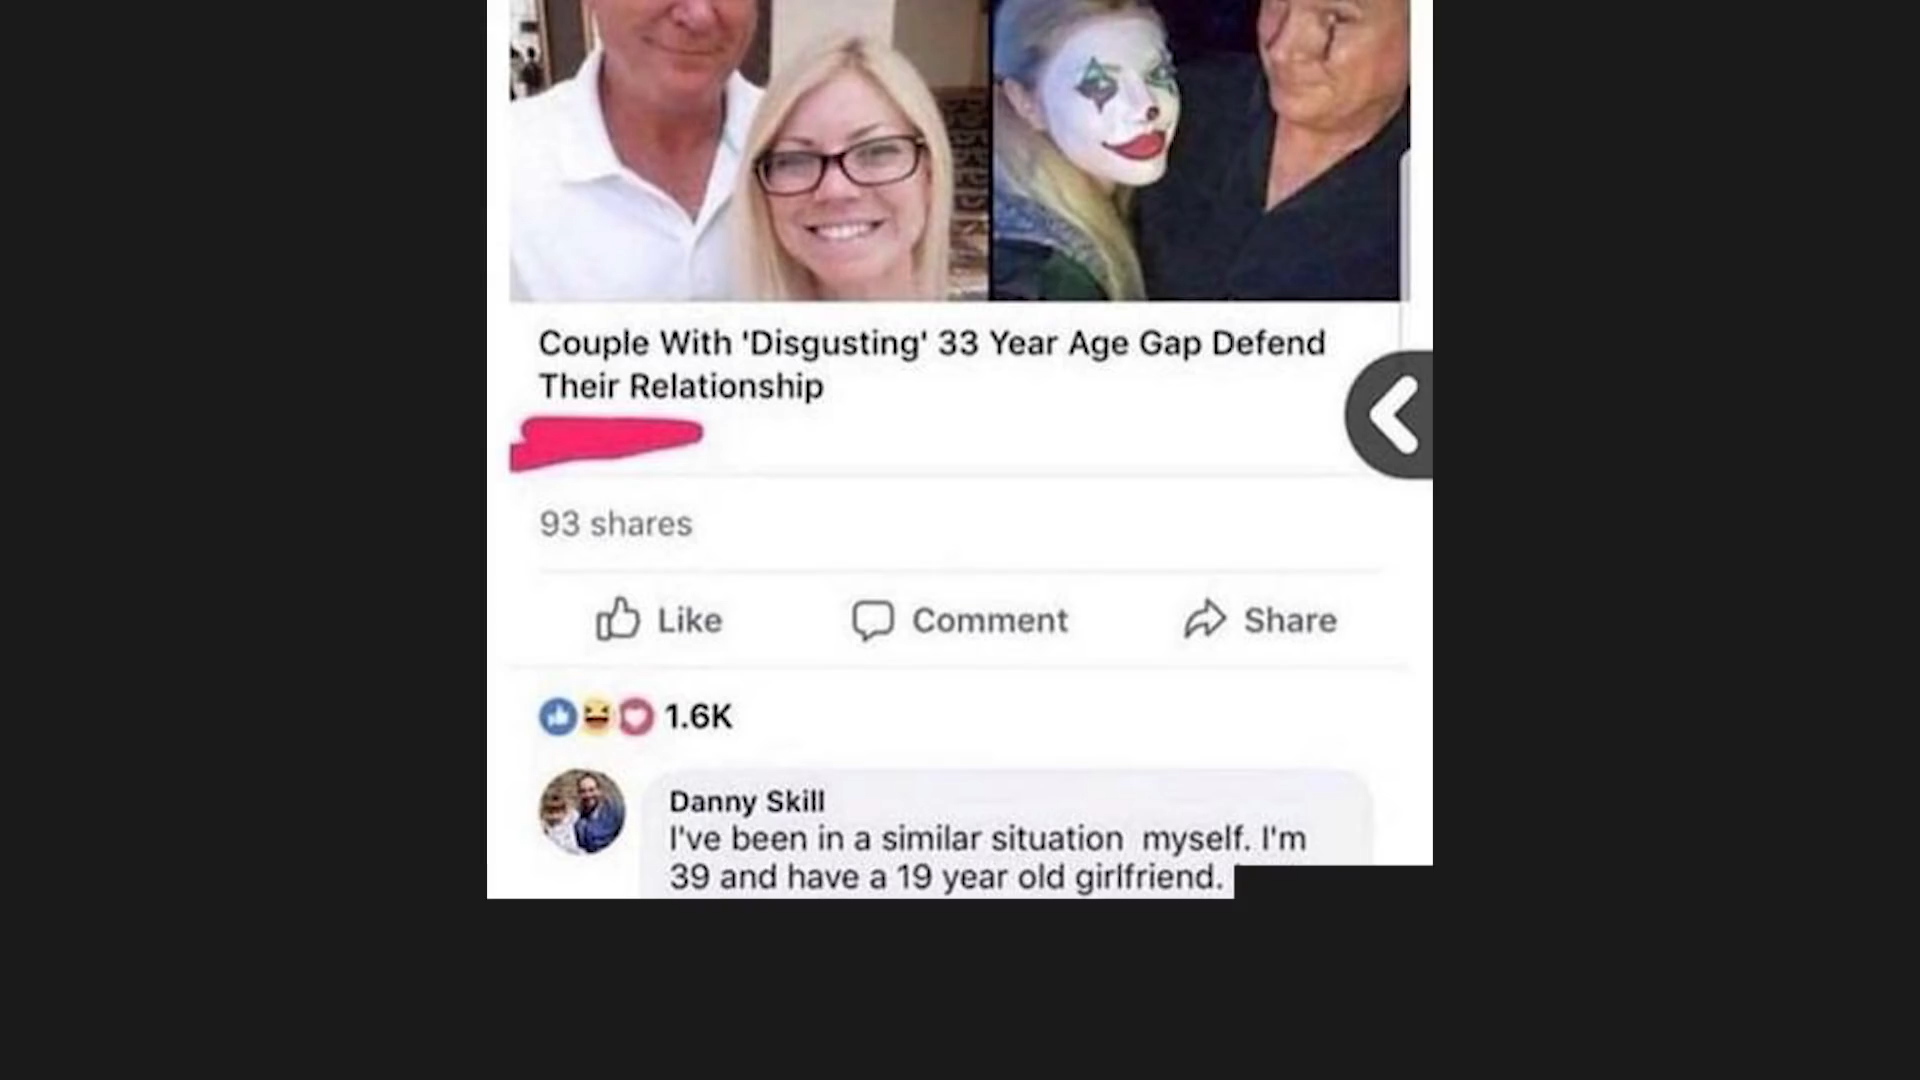 Couple With 'Disgusting' 33 Year Age Gap Defend
Their Relationship
93 shares
Like
Comment
Share
1.6K
Danny Skill
I've been in a similar situation myself. I'm
39 and have a 19 year old girlfriend.